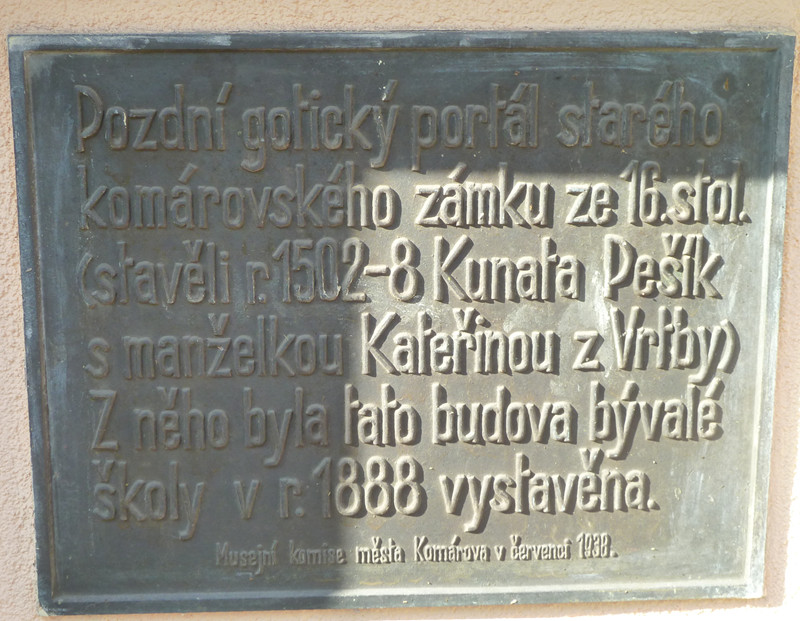 Pozdní gotický portál starého
komárovského zámku ze 16. stol.
(stavěli r. 1502-8 Kunata Pešík
s manželkou Kateřinou z Vrtby)
Z něho byla tato budova bývalé
školy v r. 1888 vystavěna.
Musejní komise města Komárova v červenci 1938.